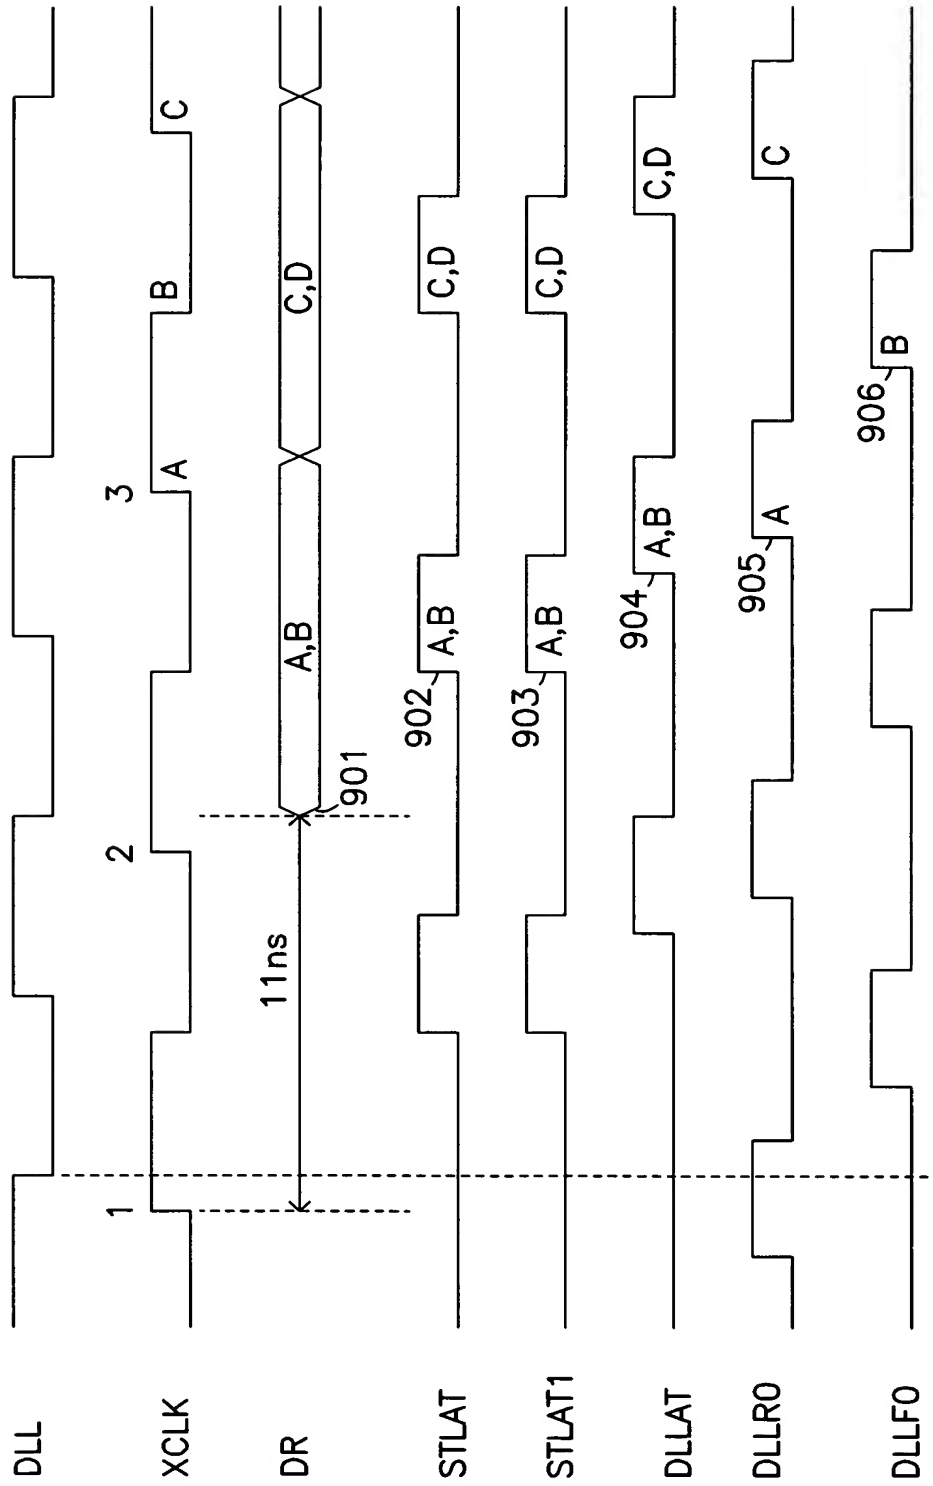 DLL
1 2 3
XCLK A B C
DR 11ns A,B C,D
901
STLAT 902 A,B C,D
STLAT1 903 A,B C,D
DLLAT 904 A,B C,D
DLLR0 905 A C
DLLF0 906 B